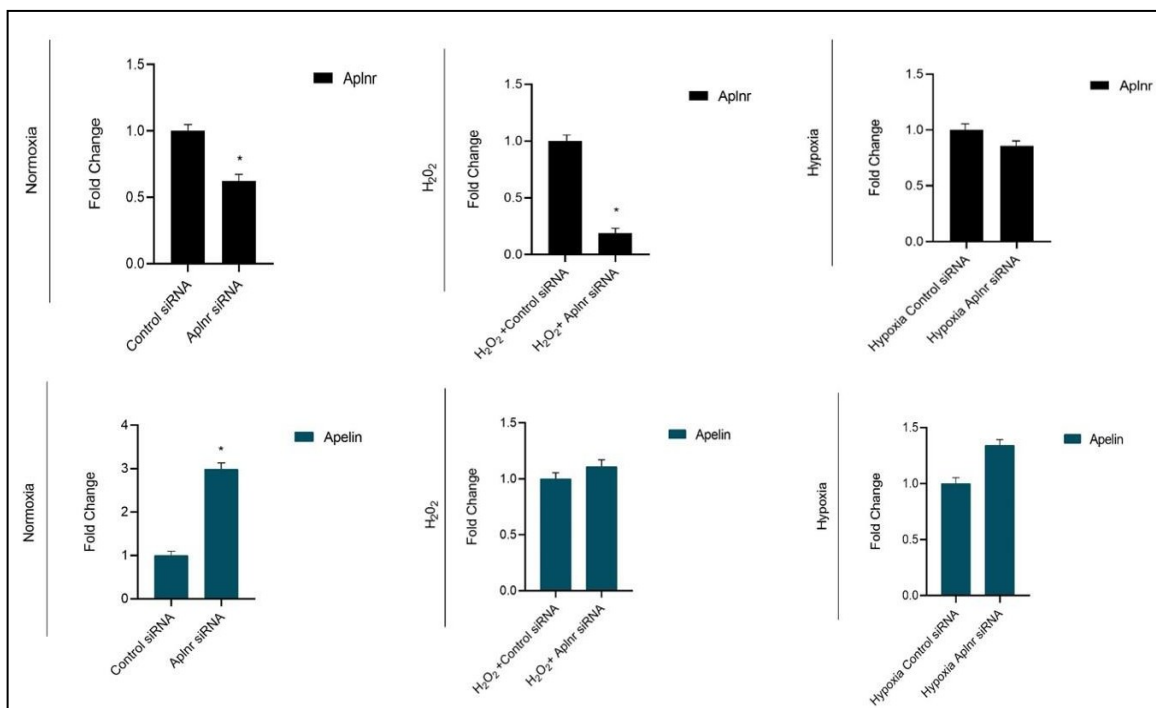 Normoxia
Fold Change
1.5
1.0
0.5
0.0
*
Control siRNA
Aplnr siRNA
Aplnr
H₂0₂
Fold Change
1.5
1.0
0.5
0.0
*
H₂O₂ +Control siRNA
H₂O₂+ Aplnr siRNA
Aplnr
Hypoxia
Fold Change
1.5
1.0
0.5
0.0
Hypoxia Control siRNA
Hypoxia Aplnr siRNA
Aplnr
Normoxia
Fold Change
4
3
2
1
0
*
Control siRNA
Aplnr siRNA
Apelin
H₂0₂
Fold Change
1.5
1.0
0.5
0.0
H₂O₂ +Control siRNA
H₂O₂+ Aplnr siRNA
Apelin
Hypoxia
Fold Change
1.5
1.0
0.5
0.0
Hypoxia Control siRNA
Hypoxia Aplnr siRNA
Apelin